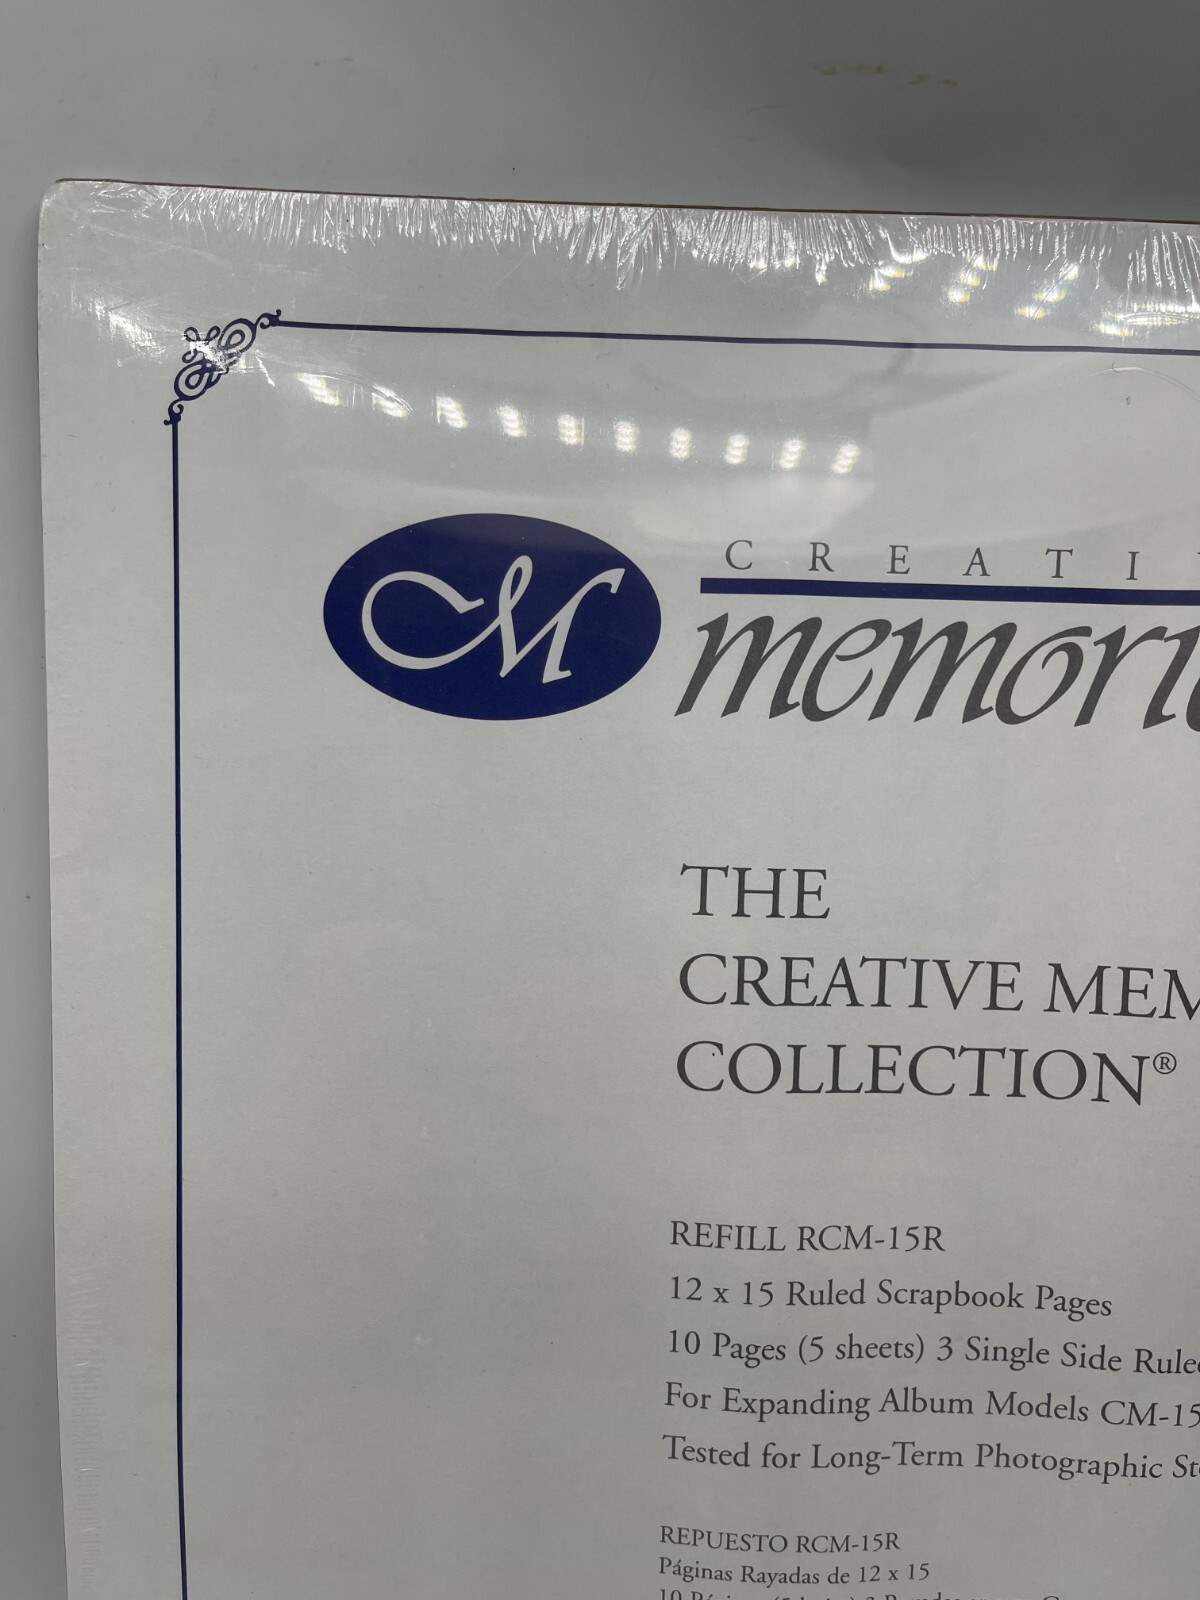 CREATI
memori
THE
CREATIVE MEM
COLLECTION®
REFILL RCM-15R
12 x 15 Ruled Scrapbook Pages
10 Pages (5 sheets) 3 Single Side Rule
For Expanding Album Models CM-15
Tested for Long-Term Photographic St
REPUESTO RCM-15R
Páginas Rayadas de 12 x 15